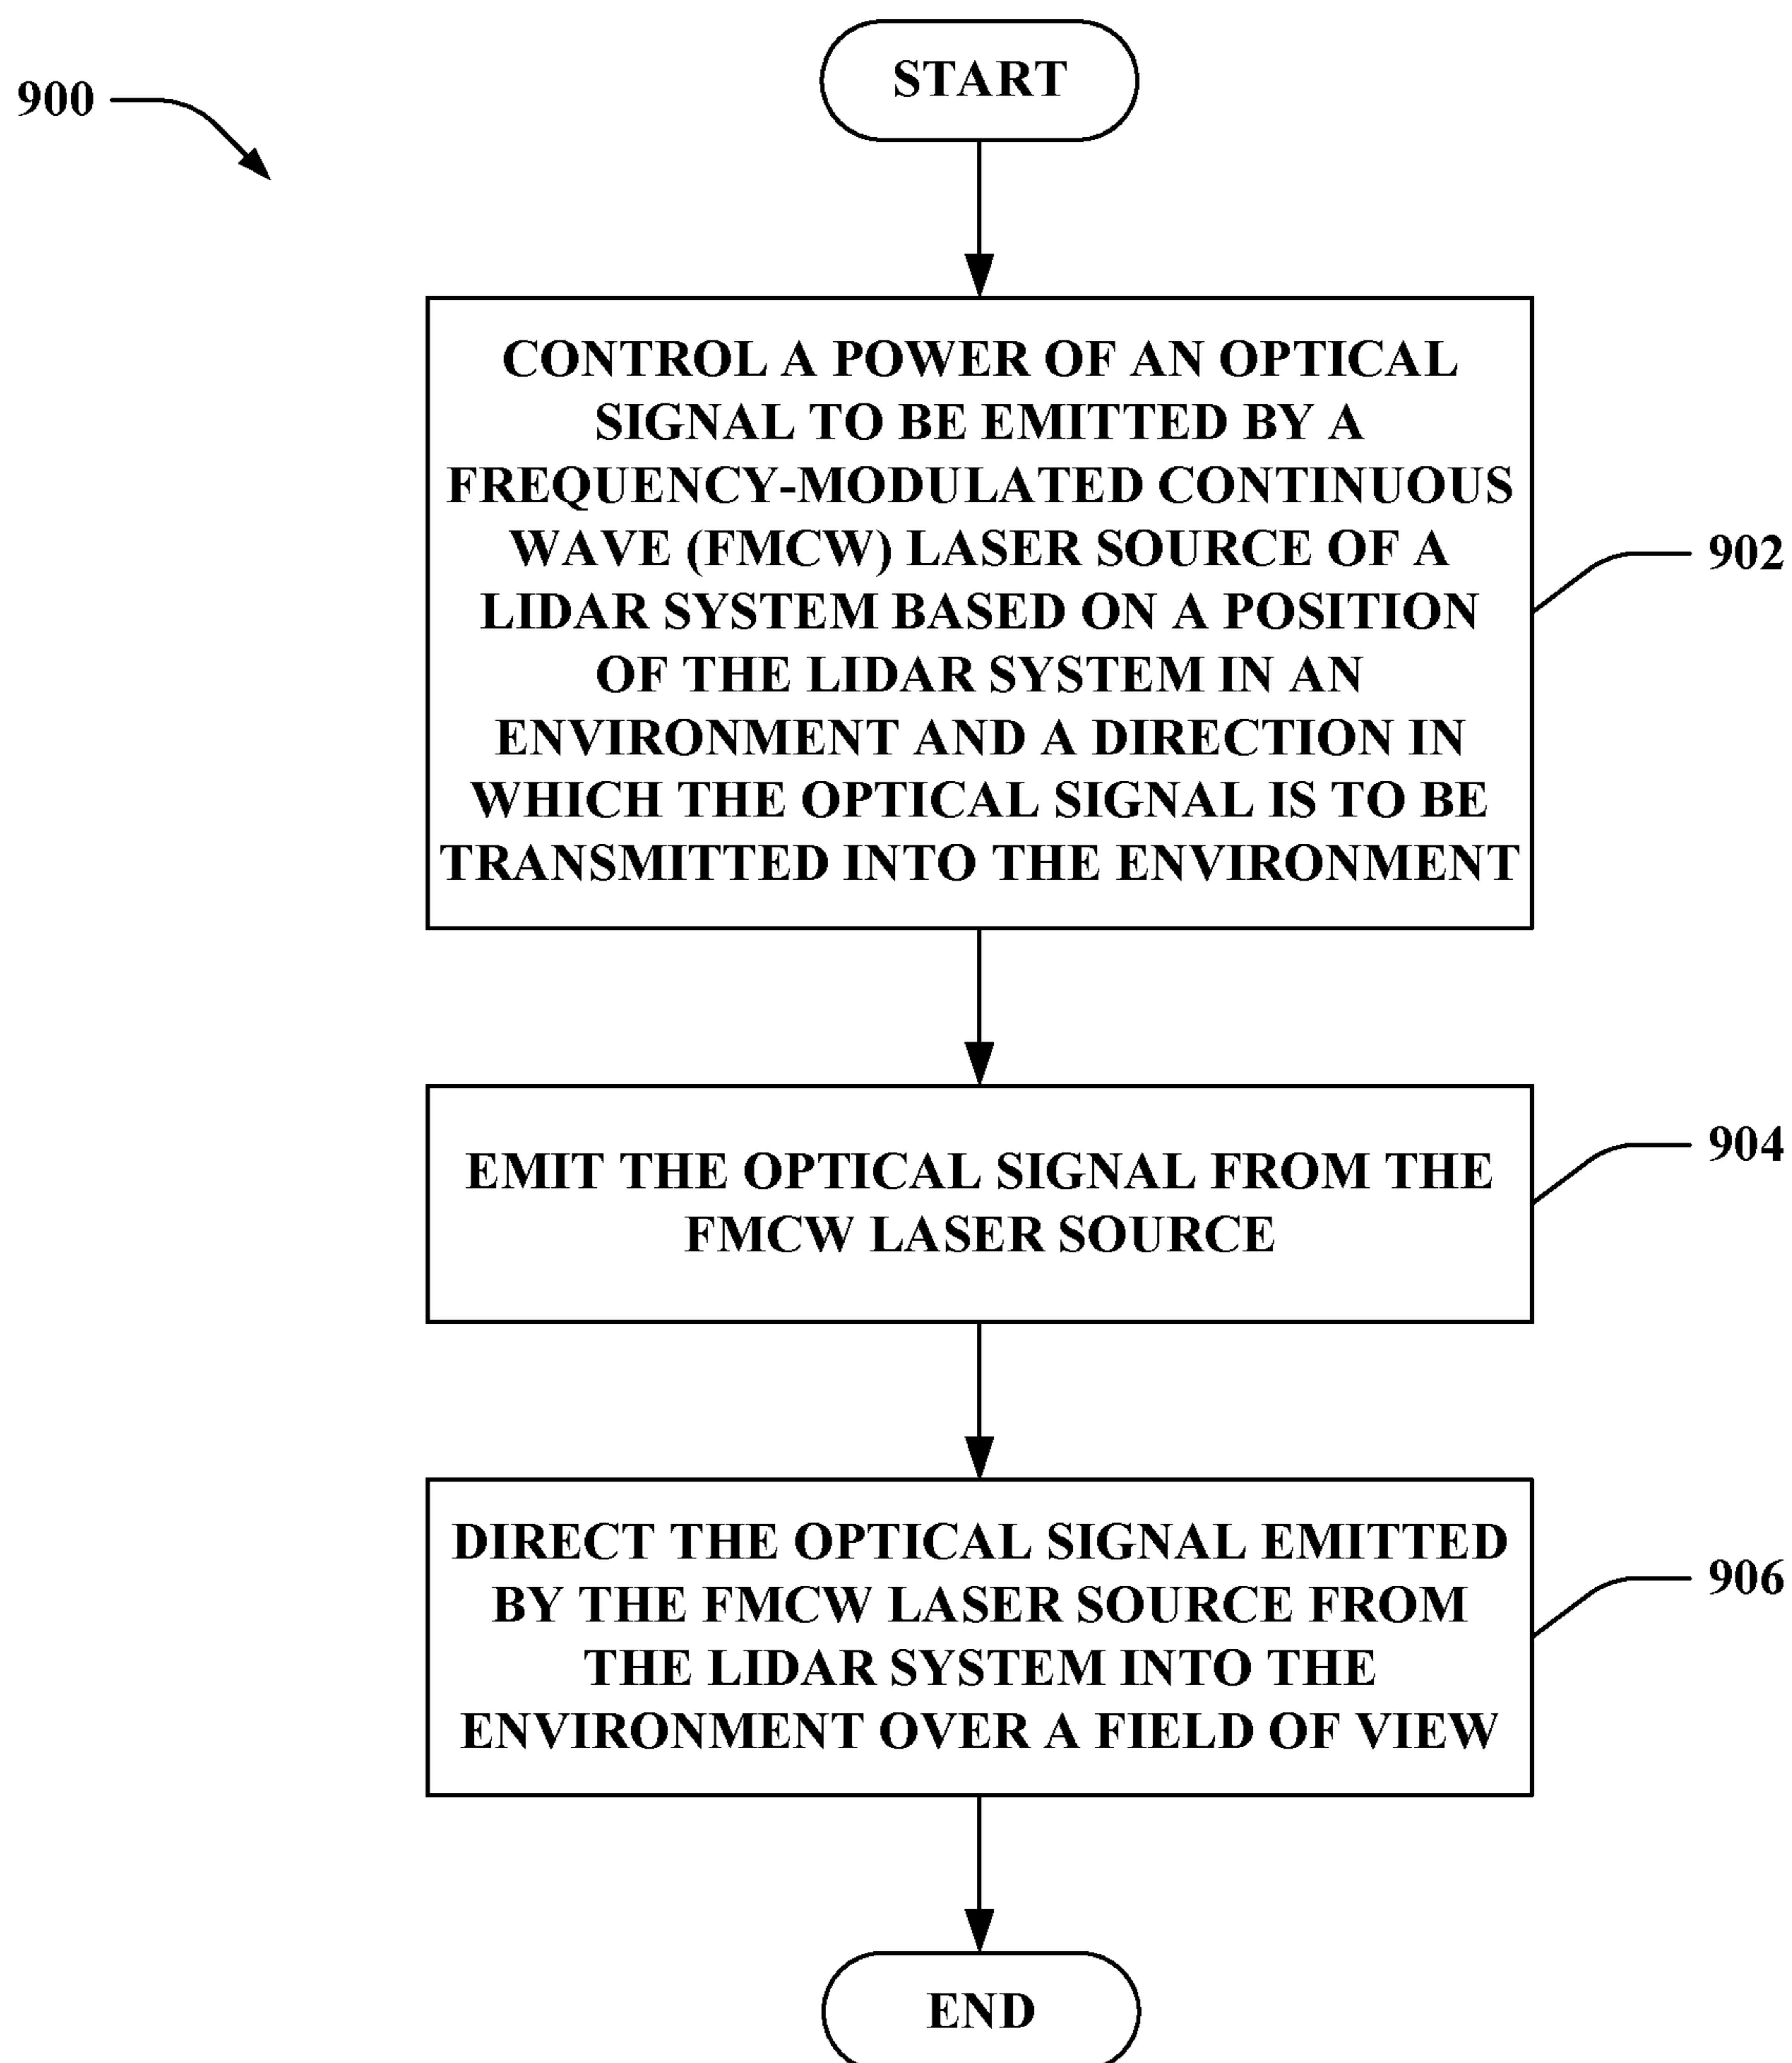 START
900
CONTROL A POWER OF AN OPTICAL
SIGNAL TO BE EMITTED BY A
FREQUENCY-MODULATED CONTINUOUS
WAVE (FMCW) LASER SOURCE OF A
LIDAR SYSTEM BASED ON A POSITION
OF THE LIDAR SYSTEM IN AN
ENVIRONMENT AND A DIRECTION IN
WHICH THE OPTICAL SIGNAL IS TO BE
TRANSMITTED INTO THE ENVIRONMENT
902
EMIT THE OPTICAL SIGNAL FROM THE
FMCW LASER SOURCE
904
DIRECT THE OPTICAL SIGNAL EMITTED
BY THE FMCW LASER SOURCE FROM
THE LIDAR SYSTEM INTO THE
ENVIRONMENT OVER A FIELD OF VIEW
906
END